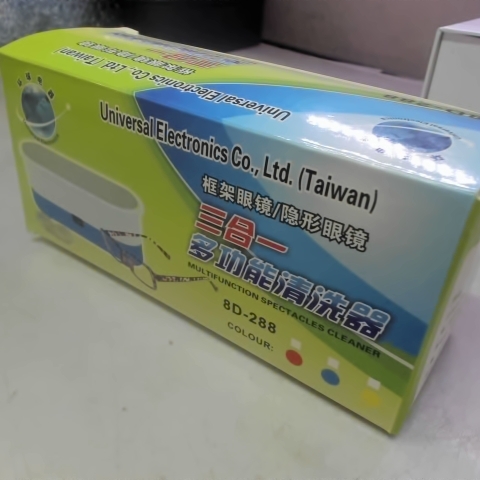 Universal Electronics Co., Ltd. (Taiwan)
Universal Electronics Co., Ltd. (Taiwan)
框架眼镜/隐形眼镜
三合一
多功能清洗器
MULTIFUNCTION SPECTACLES CLEANER
8D-288
COLOUR: